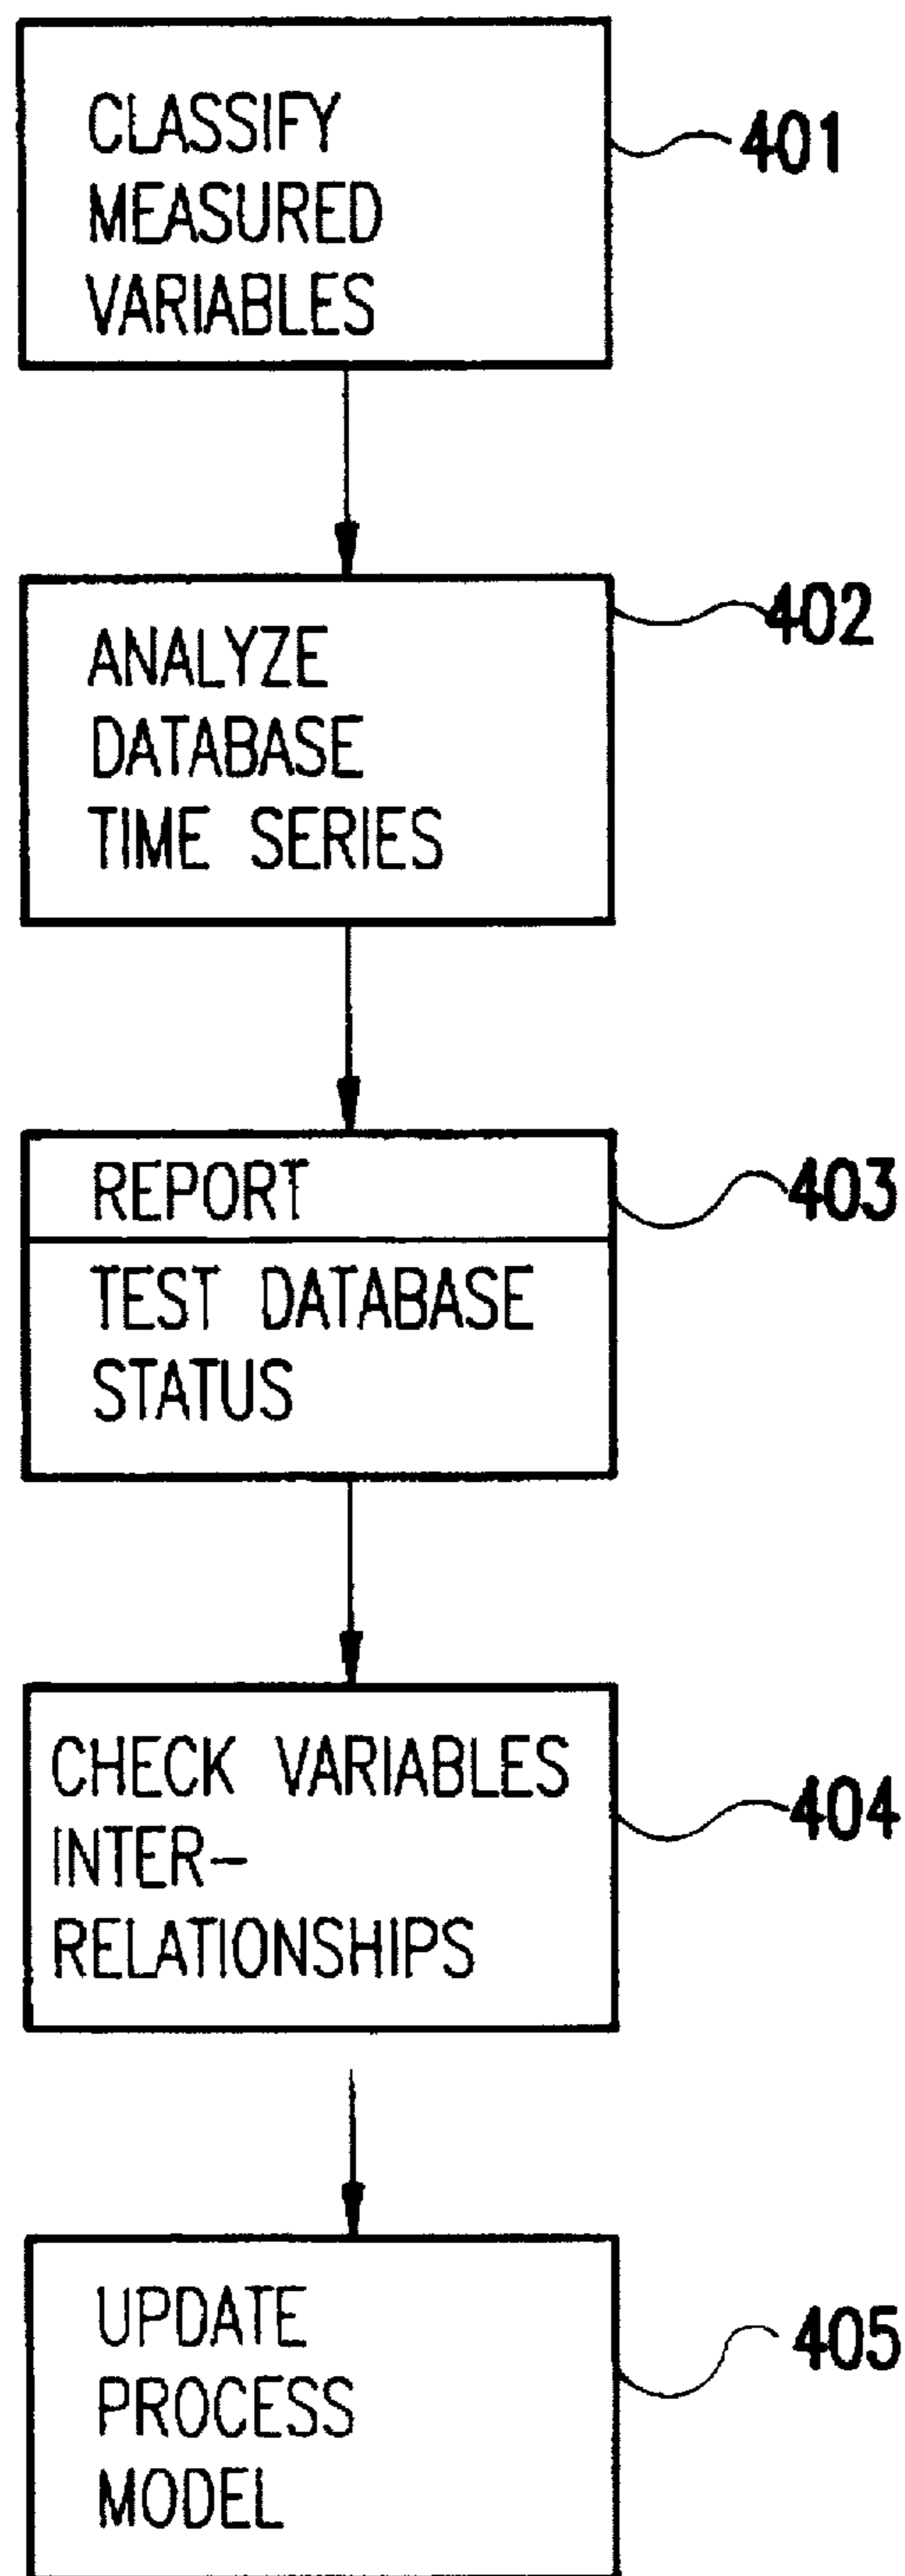 CLASSIFY
MEASURED
VARIABLES
401
ANALYZE
DATABASE
TIME SERIES
402
REPORT
403
TEST DATABASE
STATUS
CHECK VARIABLES
INTER-
RELATIONSHIPS
404
UPDATE
PROCESS
MODEL
405